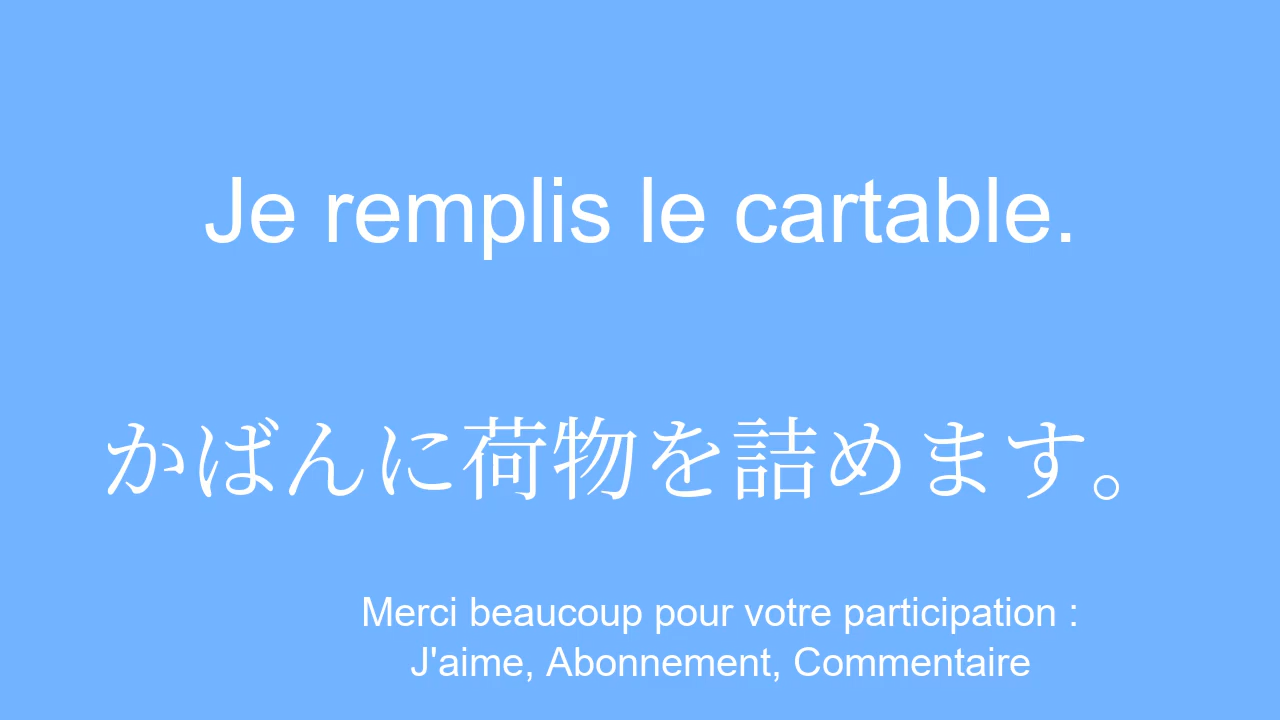 Je remplis le cartable.
かばんに荷物を詰めます。
Merci beaucoup pour votre participation :
J'aime, Abonnement, Commentaire